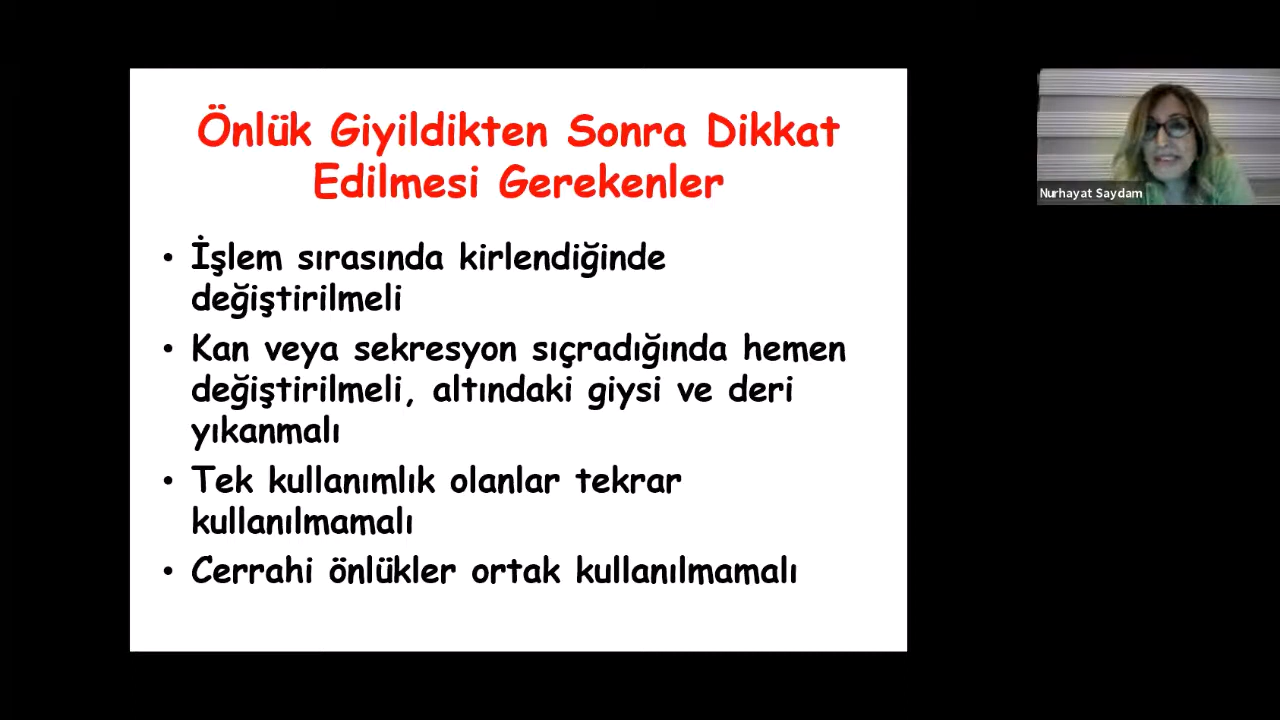 Önlük Giyildikten Sonra Dikkat
Edilmesi Gerekenler
• İşlem sırasında kirlendiğinde
değiştirilmeli
• Kan veya sekresyon sıçradığında hemen
değiştirilmeli, altındaki giysi ve deri
yıkanmalı
• Tek kullanımlık olanlar tekrar
kullanılmamalı
• Cerrahi önlükler ortak kullanılmamalı
Nurhayat Saydam